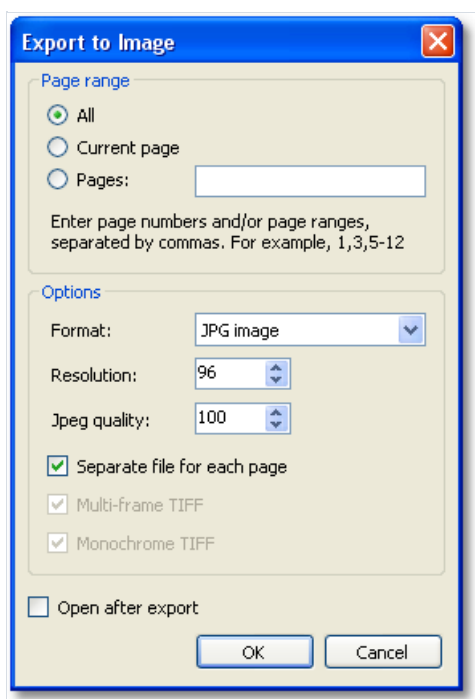 Export to Image
Page range
All
Current page
Pages:
Enter page numbers and/or page ranges,
separated by commas. For example, 1,3,5-12
Options
Format: JPG image
Resolution: 96
Jpeg quality: 100
Separate file for each page
Multi-frame TIFF
Monochrome TIFF
Open after export
OK Cancel